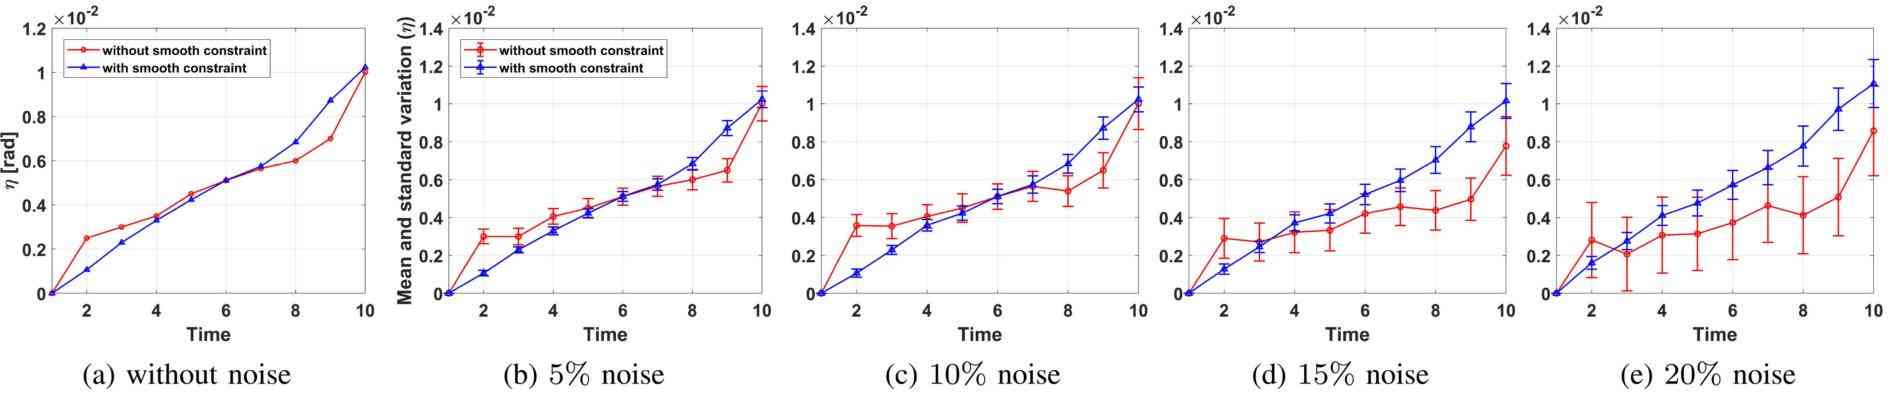 ×10⁻²
1.2
1
0.8
0.6
0.4
0.2
0
η [rad]
without smooth constraint
with smooth constraint
2 4 6 8 10
Time
(a) without noise
×10⁻²
1.4
1.2
1
0.8
0.6
0.4
0.2
0
Mean and standard variation (η)
without smooth constraint
with smooth constraint
2 4 6 8 10
Time
(b) 5% noise
×10⁻²
1.4
1.2
1
0.8
0.6
0.4
0.2
0
2 4 6 8 10
Time
(c) 10% noise
×10⁻²
1.4
1.2
1
0.8
0.6
0.4
0.2
0
2 4 6 8 10
Time
(d) 15% noise
×10⁻²
1.4
1.2
1
0.8
0.6
0.4
0.2
0
2 4 6 8 10
Time
(e) 20% noise